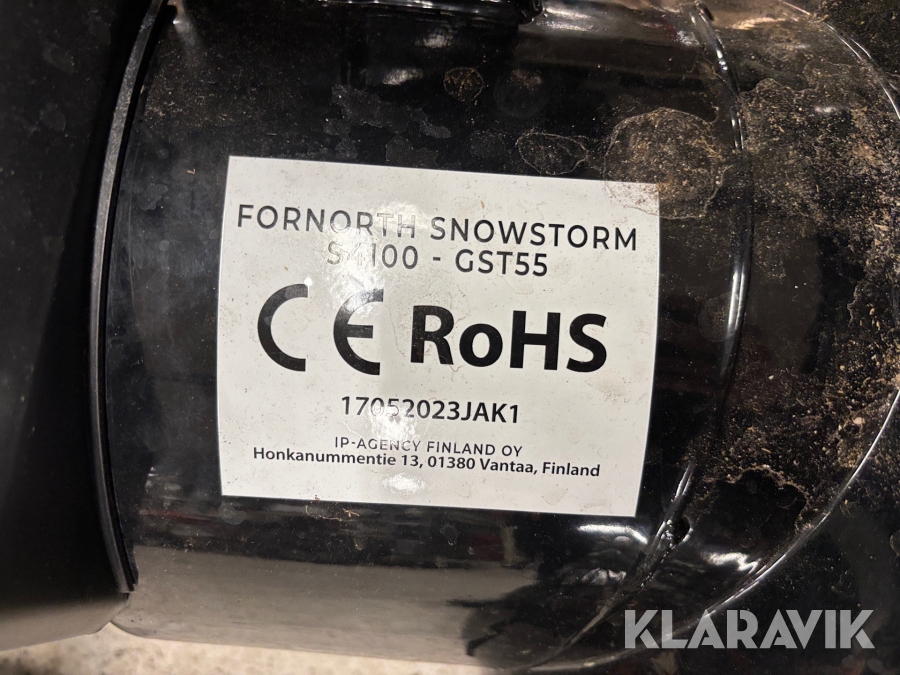 FORNORTH SNOWSTORM
S4100 - GST55
CE RoHS
17052023JAK1
IP-AGENCY FINLAND OY
Honkanummentie 13, 01380 Vantaa, Finland
KLARAVIK